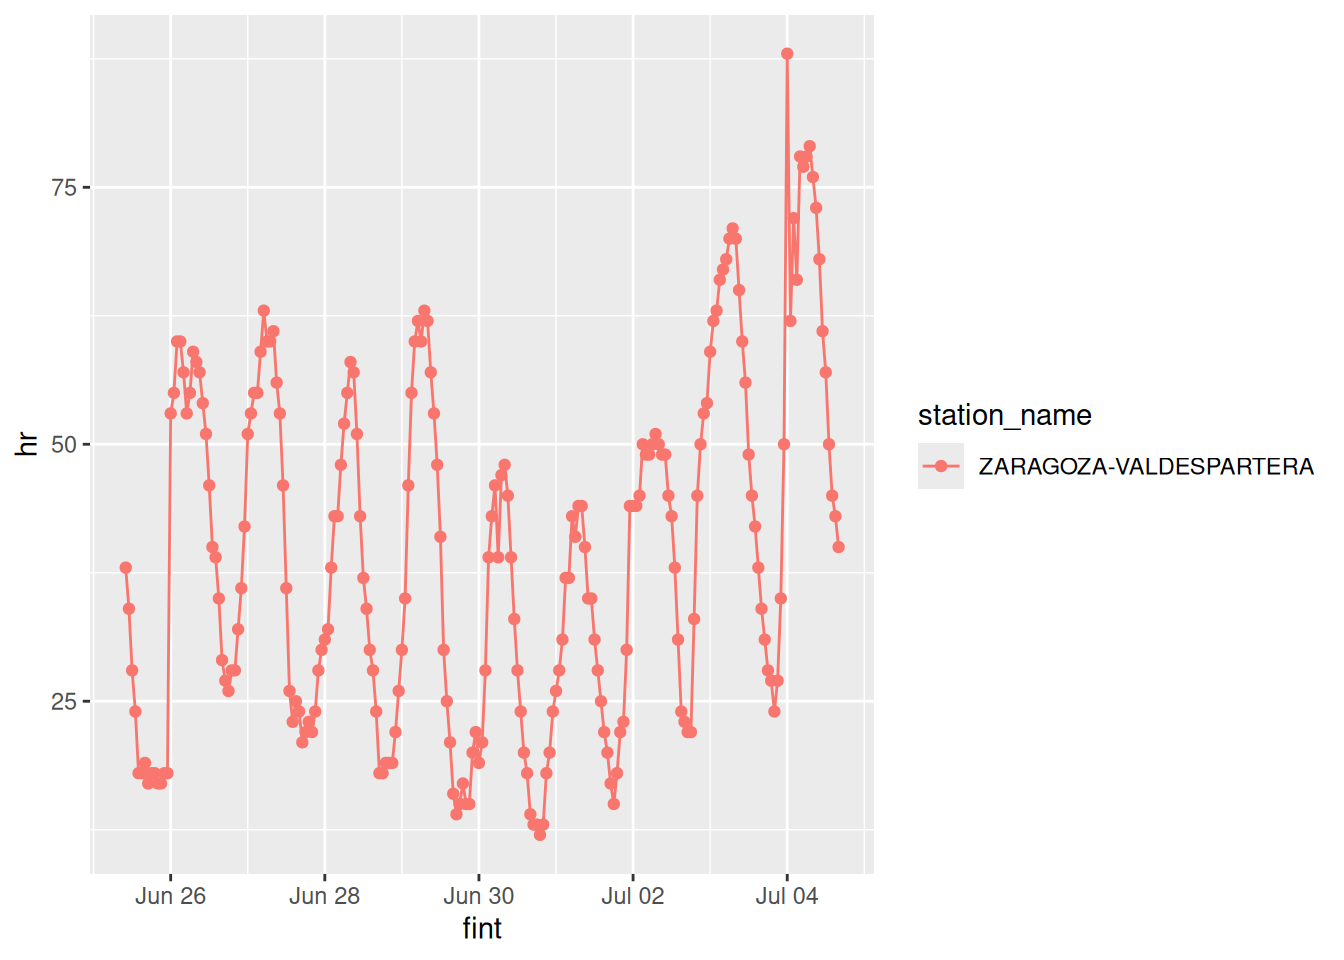 75
50
25
hr
Jun 26
Jun 28
Jun 30
Jul 02
Jul 04
fint
station_name
ZARAGOZA-VALDESPARTERA